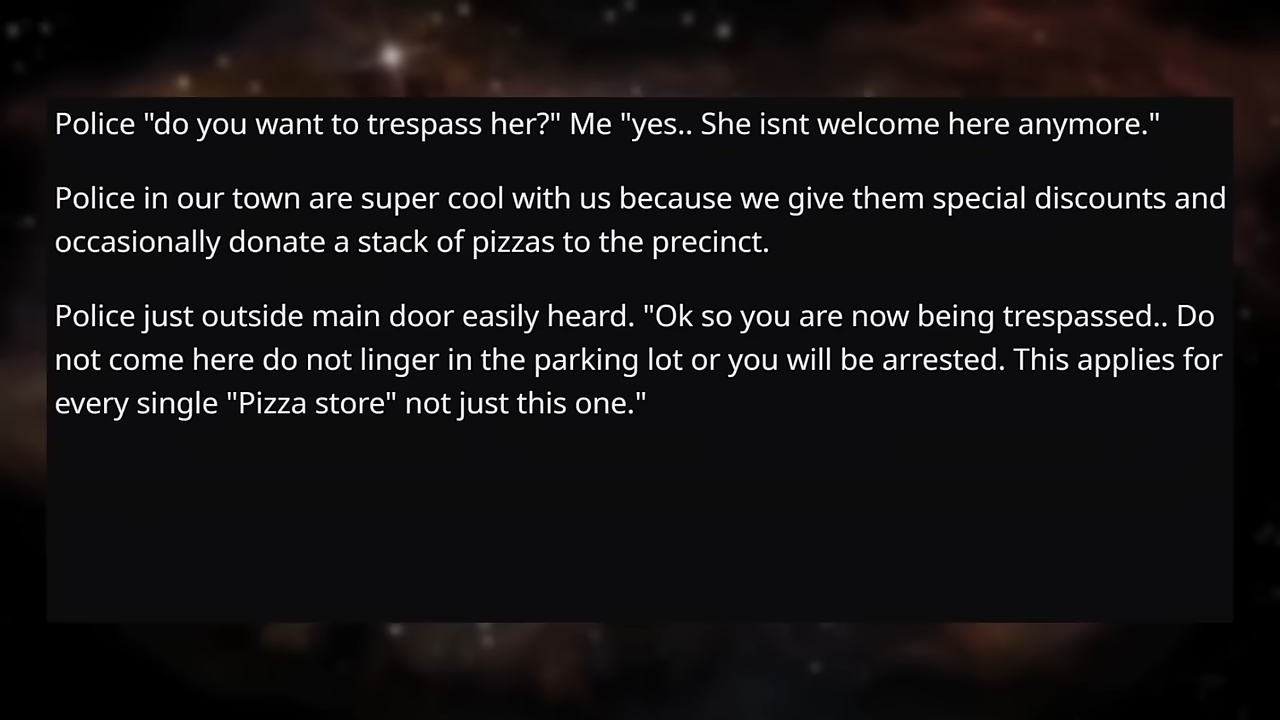 Police "do you want to trespass her?" Me "yes.. She isnt welcome here anymore."
Police in our town are super cool with us because we give them special discounts and
occasionally donate a stack of pizzas to the precinct.
Police just outside main door easily heard. "Ok so you are now being trespassed.. Do
not come here do not linger in the parking lot or you will be arrested. This applies for
every single "Pizza store" not just this one."